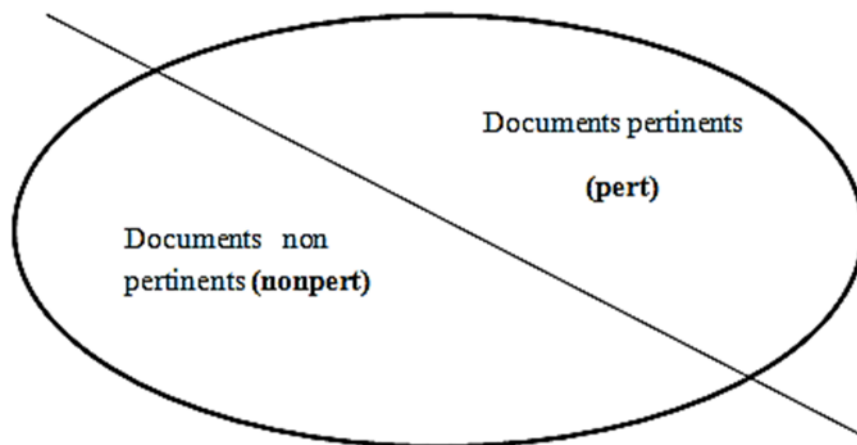 Documents pertinents
(pert)
Documents non
pertinents (nonpert)